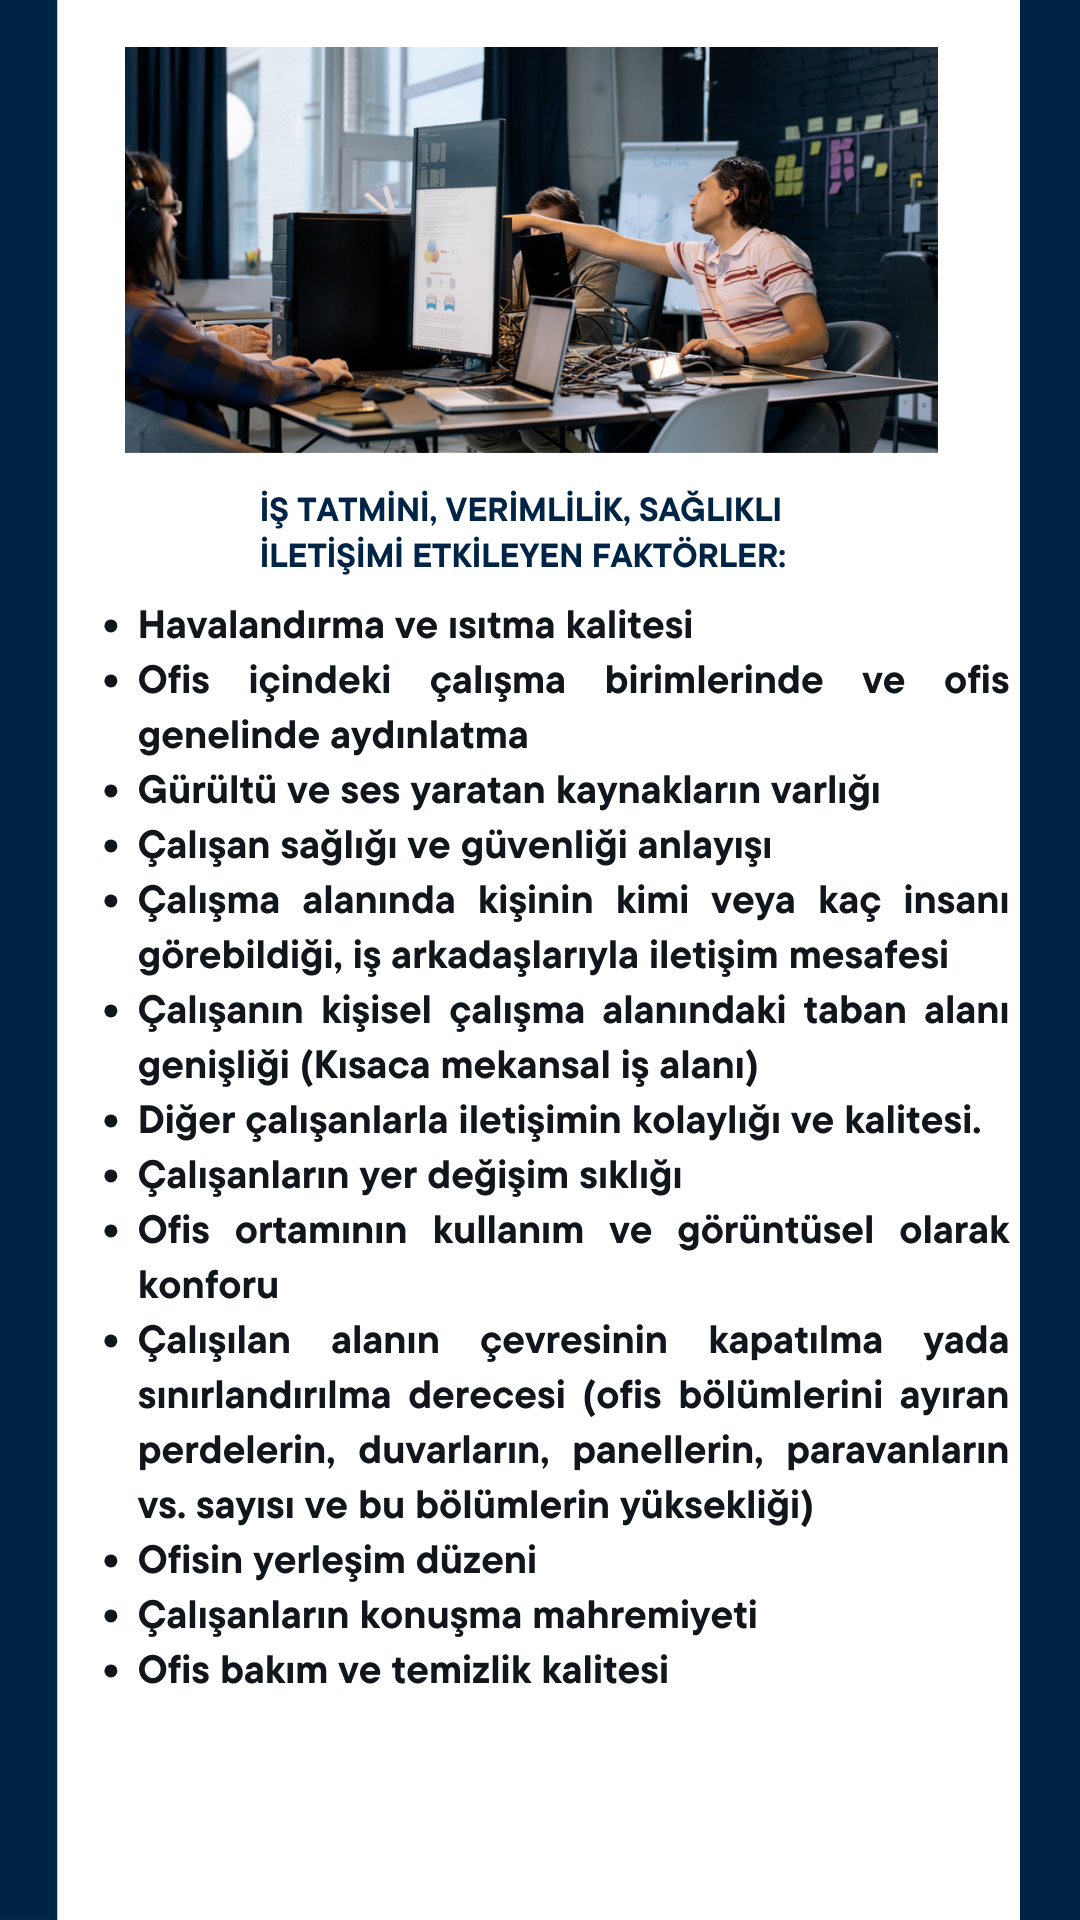 İŞ TATMİNİ, VERİMLİLİK, SAĞLIKLI
İLETİŞİMİ ETKİLEYEN FAKTÖRLER:
• Havalandırma ve ısıtma kalitesi
• Ofis içindeki çalışma birimlerinde ve ofis
genelinde aydınlatma
• Gürültü ve ses yaratan kaynakların varlığı
• Çalışan sağlığı ve güvenliği anlayışı
• Çalışma alanında kişinin kimi veya kaç insanı
görebildiği, iş arkadaşlarıyla iletişim mesafesi
• Çalışanın kişisel çalışma alanındaki taban alanı
genişliği (Kısaca mekansal iş alanı)
• Diğer çalışanlarla iletişimin kolaylığı ve kalitesi.
• Çalışanların yer değişim sıklığı
• Ofis ortamının kullanım ve görüntüsel olarak
konforu
• Çalışılan alanın çevresinin kapatılma yada
sınırlandırılma derecesi (ofis bölümlerini ayıran
perdelerin, duvarların, panellerin, paravanların
vs. sayısı ve bu bölümlerin yüksekliği)
• Ofisin yerleşim düzeni
• Çalışanların konuşma mahremiyeti
• Ofis bakım ve temizlik kalitesi